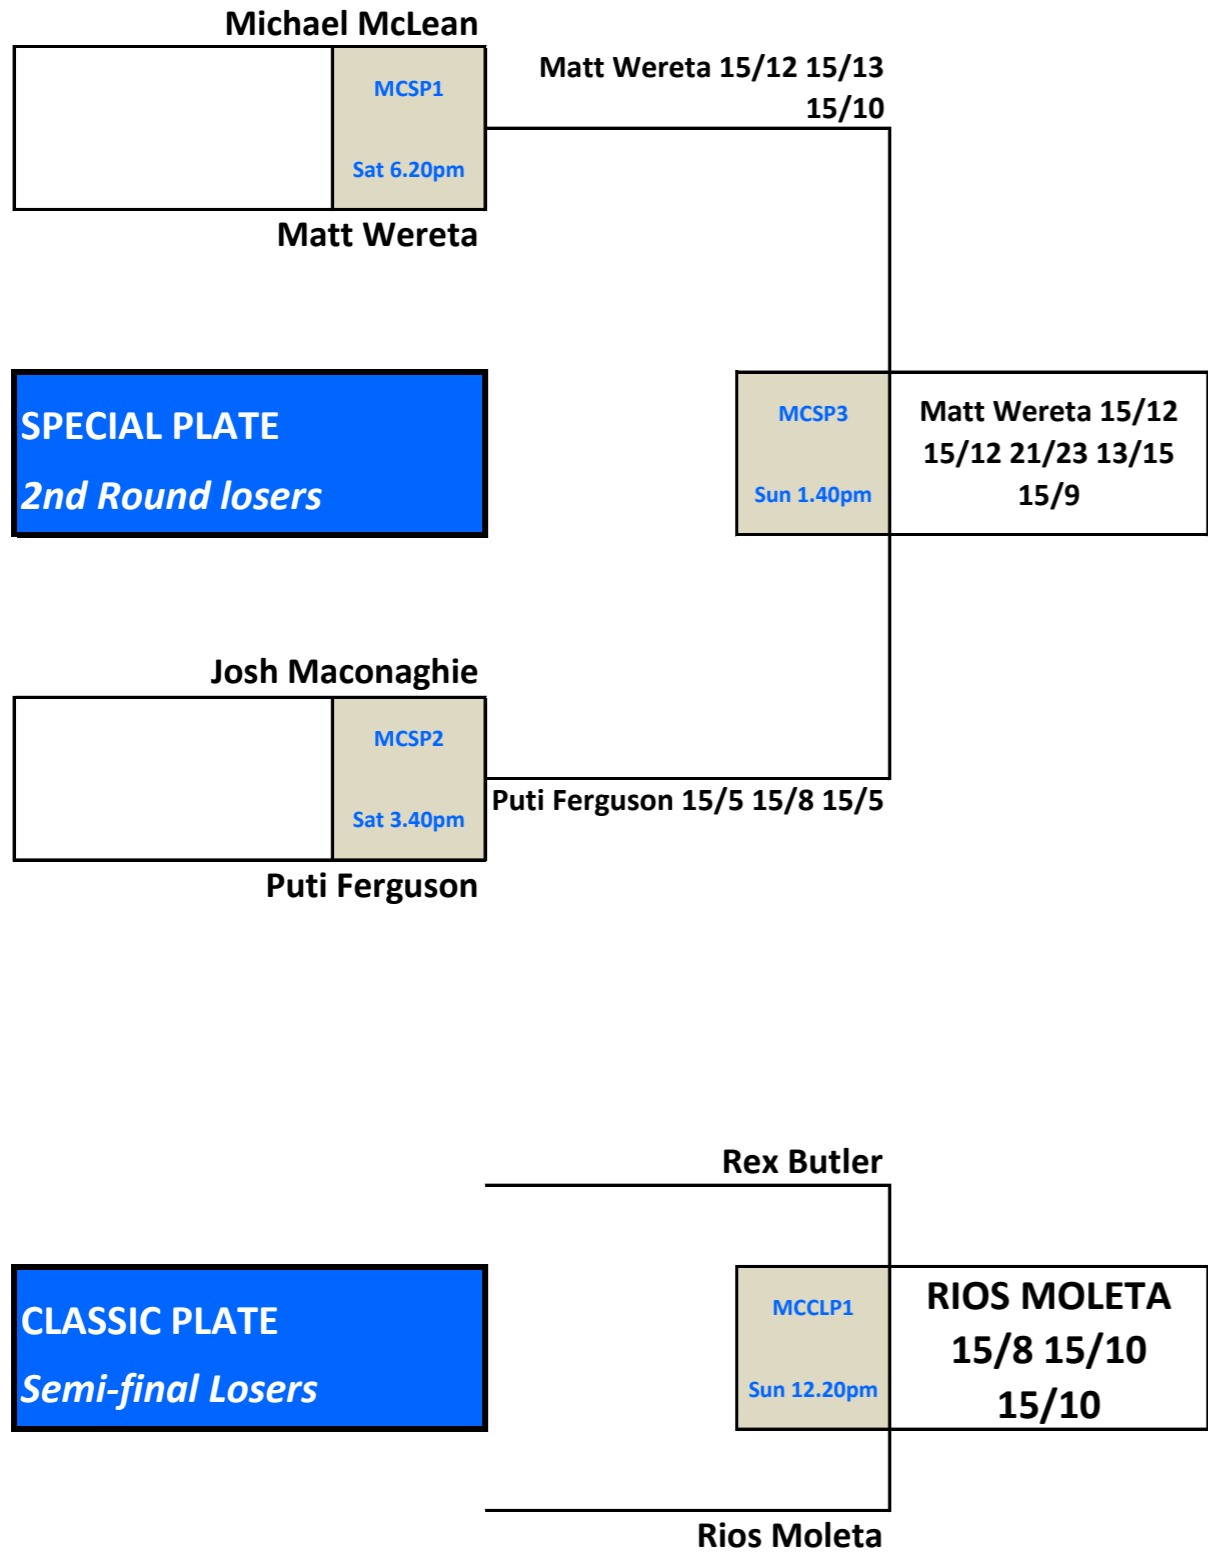 Michael McLean
MCSP1
Sat 6.20pm
Matt Wereta 15/12 15/13
15/10
Matt Wereta
SPECIAL PLATE
2nd Round losers
MCSP3
Sun 1.40pm
Matt Wereta 15/12
15/12 21/23 13/15
15/9
Josh Maconaghie
MCSP2
Sat 3.40pm
Puti Ferguson 15/5 15/8 15/5
Puti Ferguson
Rex Butler
CLASSIC PLATE
Semi-final Losers
MCCLP1
Sun 12.20pm
RIOS MOLETA
15/8 15/10
15/10
Rios Moleta